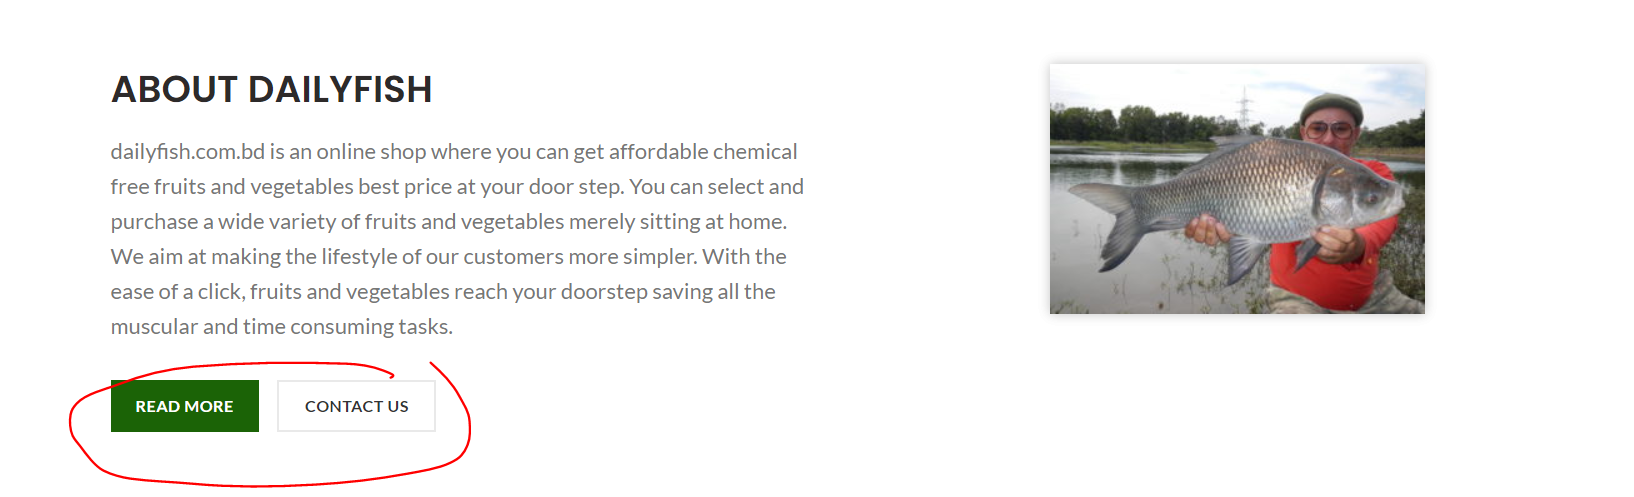 ABOUT DAILYFISH
dailyfish.com.bd is an online shop where you can get affordable chemical
free fruits and vegetables best price at your door step. You can select and
purchase a wide variety of fruits and vegetables merely sitting at home.
We aim at making the lifestyle of our customers more simpler. With the
ease of a click, fruits and vegetables reach your doorstep saving all the
muscular and time consuming tasks.
READ MORE
CONTACT US